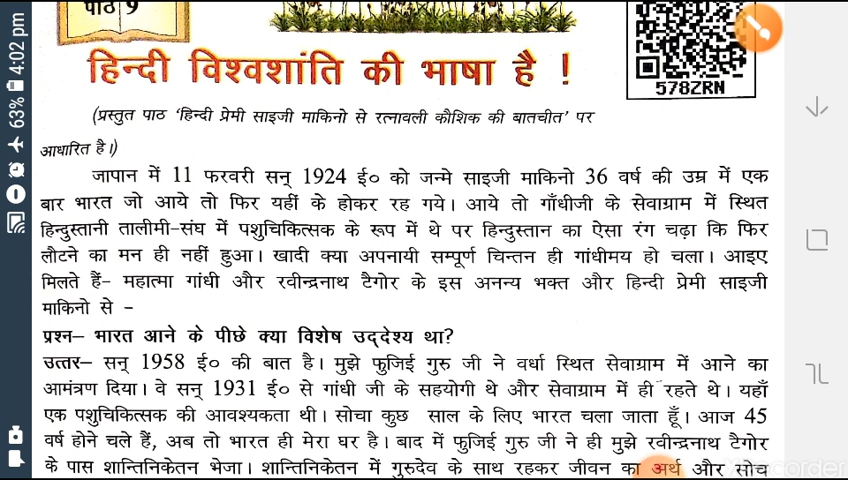 पाठ 9
हिन्दी विश्वशांति की भाषा है !
578ZRN
(प्रस्तुत पाठ 'हिन्दी प्रेमी साइजी माकिनो से रत्नावली कौशिक की बातचीत' पर
आधारित है।)
जापान में 11 फरवरी सन् 1924 ई० को जन्मे साइजी माकिनो 36 वर्ष की उम्र में एक
बार भारत जो आये तो फिर यहीं के होकर रह गये। आये तो गाँधीजी के सेवाग्राम में स्थित
हिन्दुस्तानी तालीमी-संघ में पशुचिकित्सक के रूप में थे पर हिन्दुस्तान का ऐसा रंग चढ़ा कि फिर
लौटने का मन ही नहीं हुआ। खादी क्या अपनायी सम्पूर्ण चिन्तन ही गांधीमय हो चला। आइए
मिलते हैं– महात्मा गांधी और रवीन्द्रनाथ टैगोर के इस अनन्य भक्त और हिन्दी प्रेमी साइजी
माकिनो से –
प्रश्न– भारत आने के पीछे क्या विशेष उद्देश्य था?
उत्तर– सन् 1958 ई० की बात है। मुझे फुजिई गुरु जी ने वर्धा स्थित सेवाग्राम में आने का
आमंत्रण दिया। वे सन् 1931 ई० से गांधी जी के सहयोगी थे और सेवाग्राम में ही रहते थे। यहाँ
एक पशुचिकित्सक की आवश्यकता थी। सोचा कुछ साल के लिए भारत चला जाता हूँ। आज 45
वर्ष होने चले हैं, अब तो भारत ही मेरा घर है। बाद में फुजिई गुरु जी ने ही मुझे रवीन्द्रनाथ टैगोर
के पास शान्तिनिकेतन भेजा। शान्तिनिकेतन में गुरुदेव के साथ रहकर जीवन का अर्थ और सोच
63% 4:02 pm